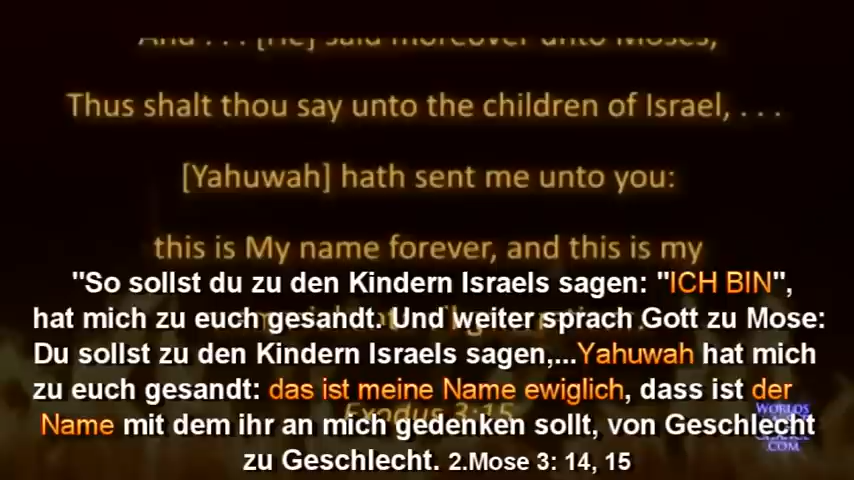 And . . . [He] said moreover unto Moses,
Thus shalt thou say unto the children of Israel, . . .
[Yahuwah] hath sent me unto you:
this is My name forever, and this is my
"So sollst du zu den Kindern Israels sagen: "ICH BIN",
hat mich zu euch gesandt. Und weiter sprach Gott zu Mose:
Du sollst zu den Kindern Israels sagen,...Yahuwah hat mich
zu euch gesandt: das ist meine Name ewiglich, dass ist der
Name mit dem ihr an mich gedenken sollt, von Geschlecht
zu Geschlecht. 2.Mose 3: 14, 15
Exodus 3:15
WORLDS
CHANCE
.COM